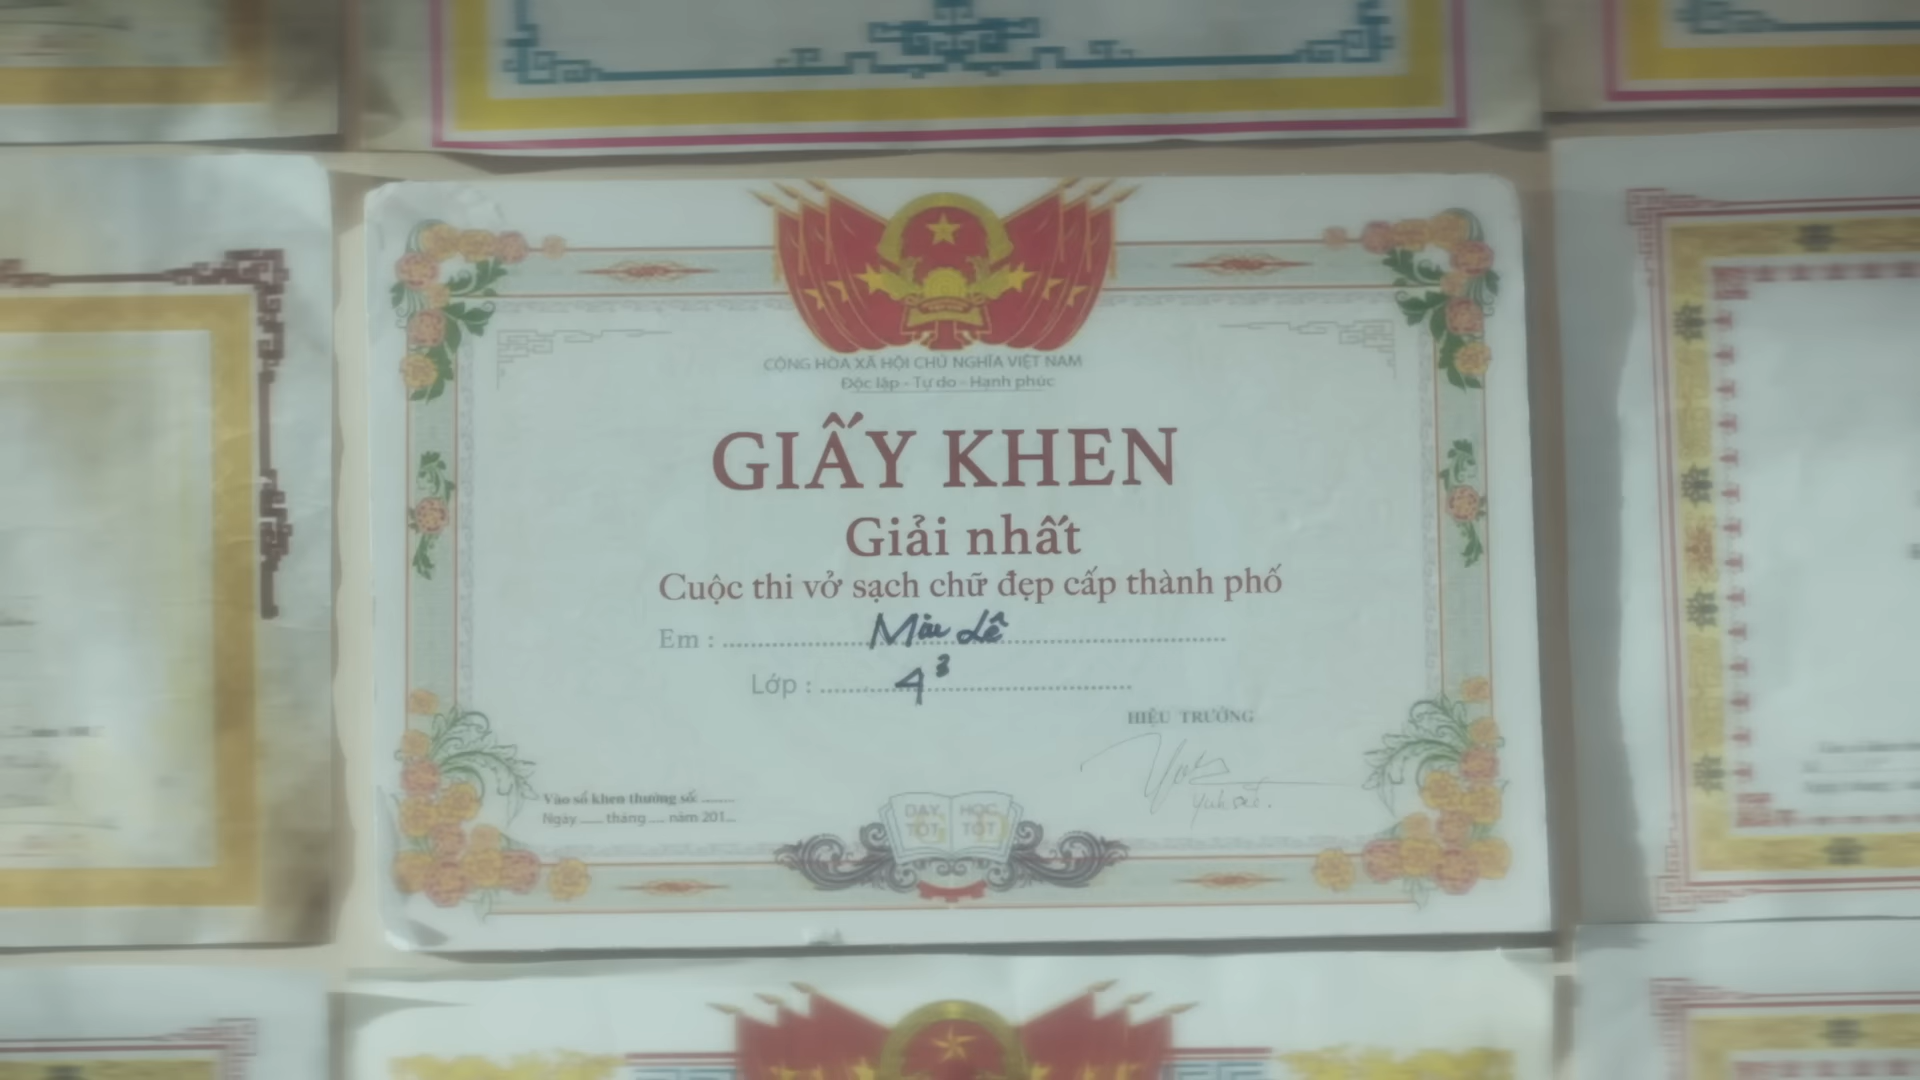 CỘNG HÒA XÃ HỘI CHỦ NGHĨA VIỆT NAM
Độc lập - Tự do - Hạnh phúc
GIẤY KHEN
Giải nhất
Cuộc thi vở sạch chữ đẹp cấp thành phố
Em : Miu Lê
Lớp : 4³
HIỆU TRƯỞNG
Vào sổ khen thưởng số: ........
Ngày ..... tháng .... năm 201...
DẠY TỐT HỌC TỐT